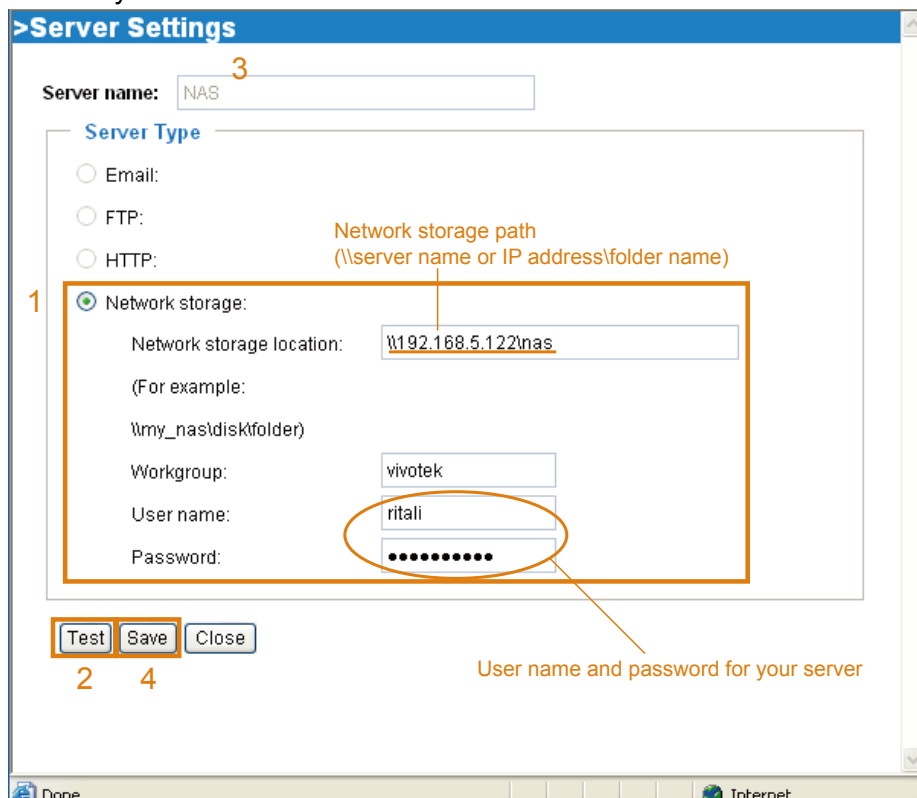 >Server Settings
3
Server name: NAS
Server Type
Email:
FTP:
Network storage path
HTTP:
(\\server name or IP address\folder name)
1
Network storage:
Network storage location: \\192.168.5.122\nas
(For example:
\\my_nas\disk\folder)
Workgroup: vivotek
User name: ritali
Password: ●●●●●●●●●●
Test Save Close
2 4
User name and password for your server
Done Internet